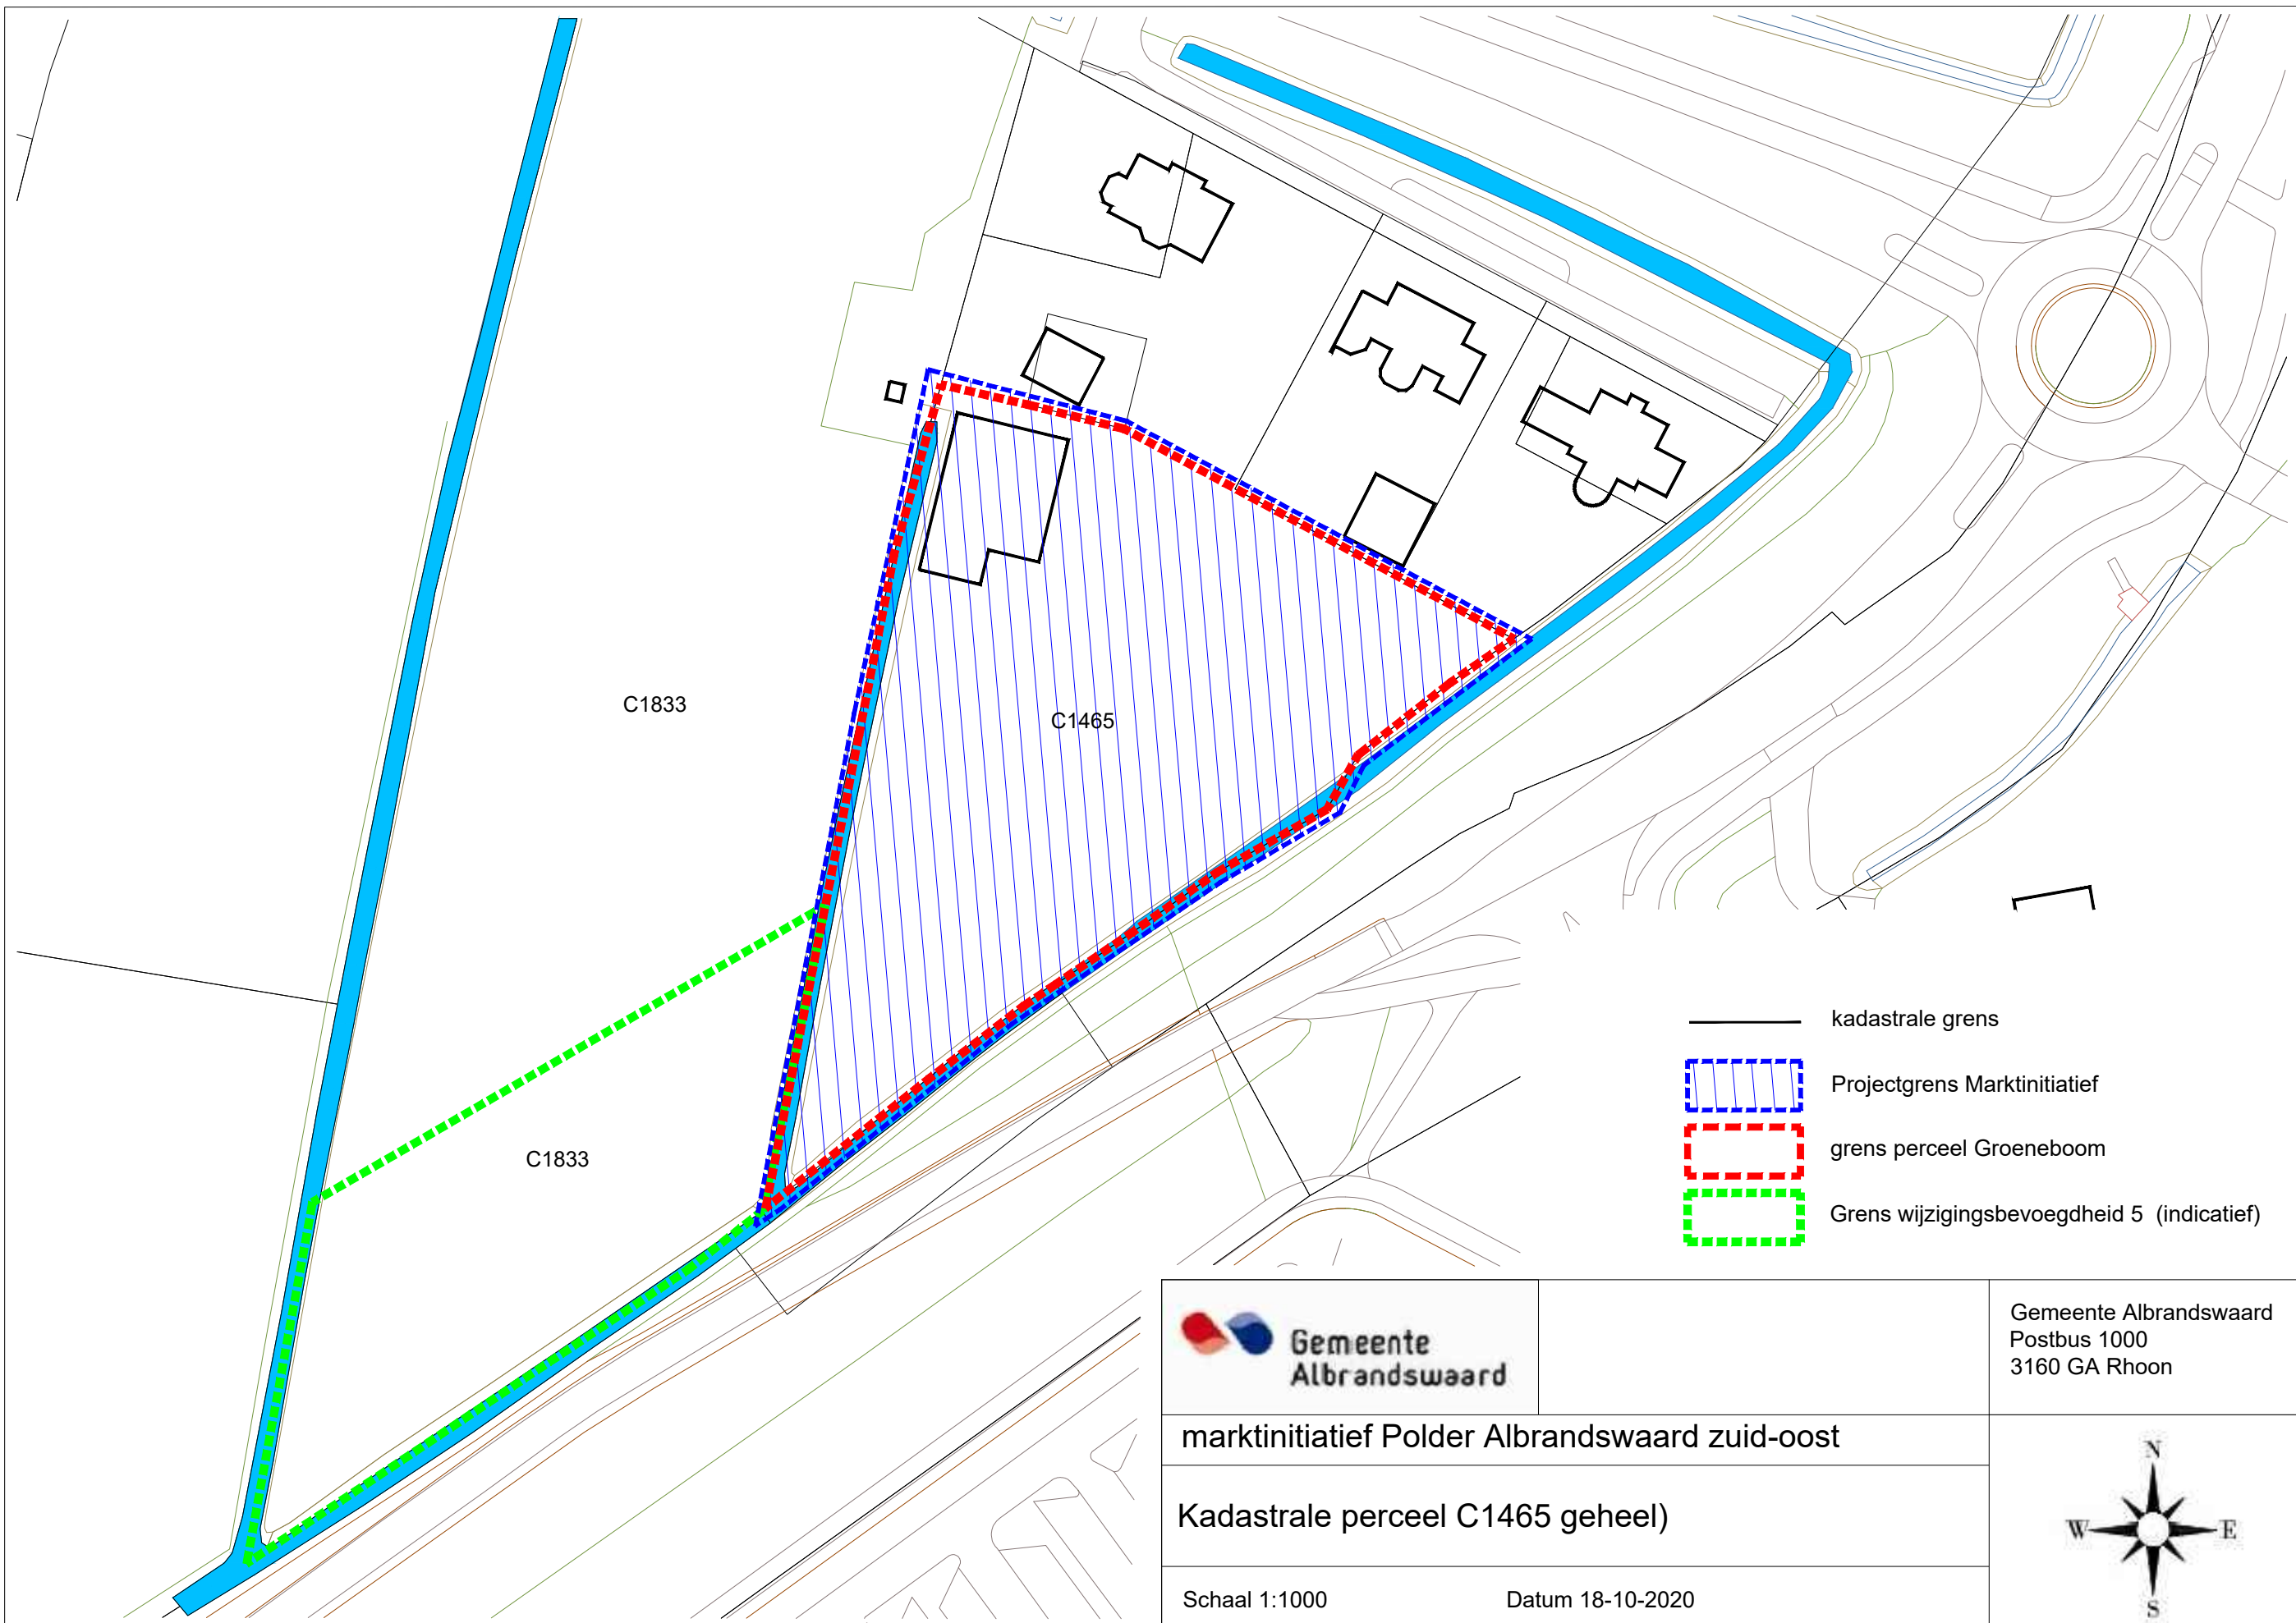 C1833
C1465
C1833
kadastrale grens
Projectgrens Marktinitiatief
grens perceel Groeneboom
Grens wijzigingsbevoegdheid 5 (indicatief)
Gemeente
Albrandswaard
Gemeente Albrandswaard
Postbus 1000
3160 GA Rhoon
marktinitiatief Polder Albrandswaard zuid-oost
Kadastrale perceel C1465 geheel)
Schaal 1:1000 Datum 18-10-2020
N
W E
S